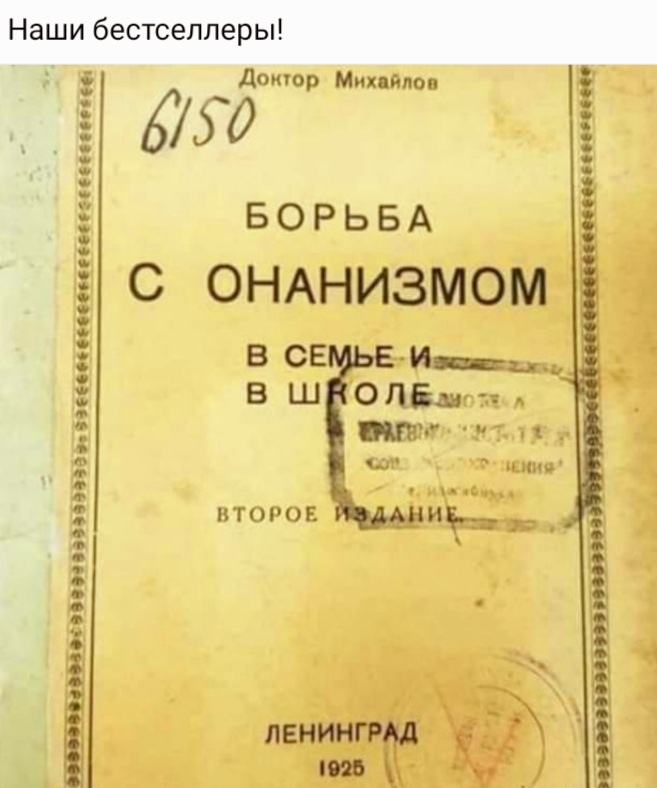 Наши бестселлеры!
Доктор Михайлов
6150
БОРЬБА
С ОНАНИЗМОМ
В СЕМЬЕ И
В ШКОЛЕ
ВТОРОЕ ИЗДАНИЕ.
ЛЕНИНГРАД
1925